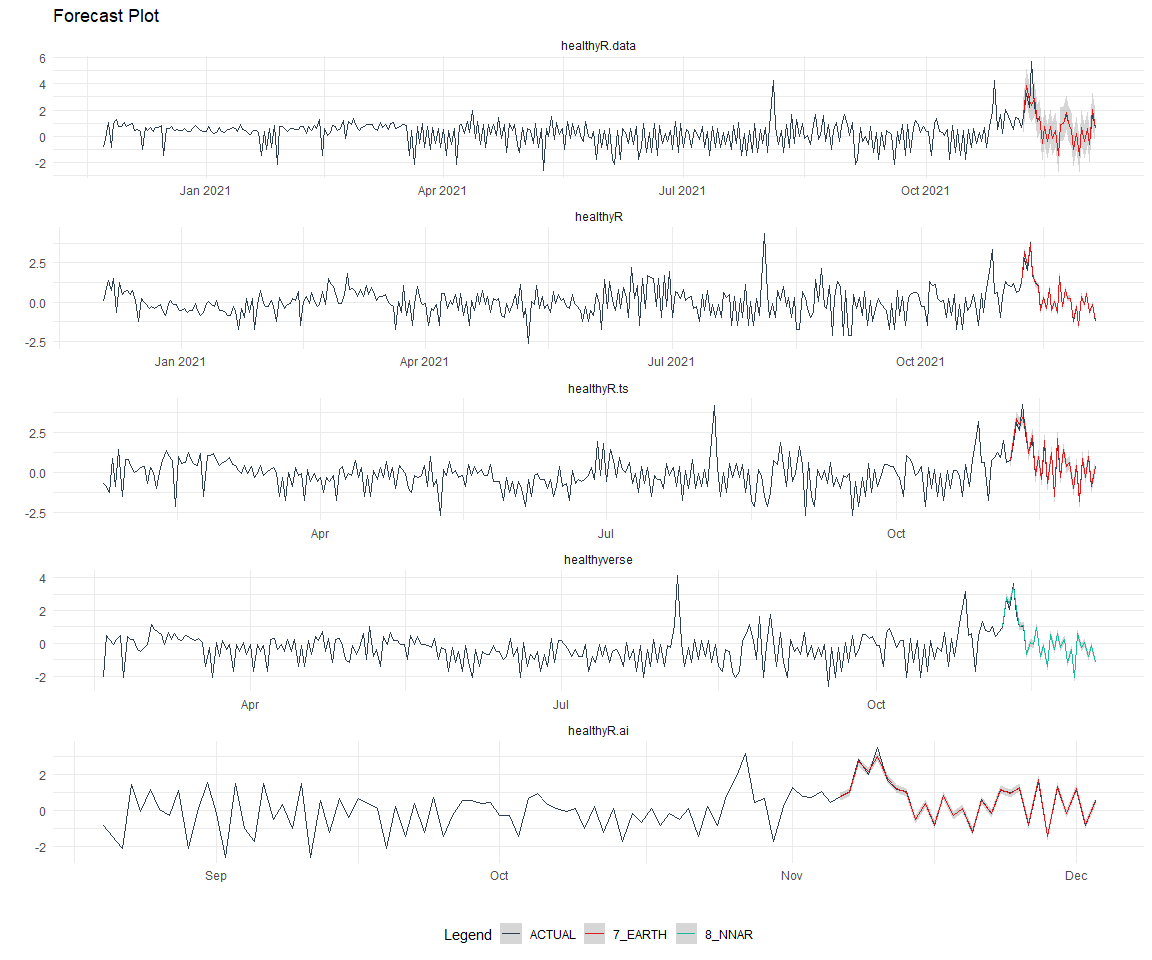 Forecast Plot
healthyR.data
6
4
2
0
-2
Jan 2021 Apr 2021 Jul 2021 Oct 2021
healthyR
2.5
0.0
-2.5
Jan 2021 Apr 2021 Jul 2021 Oct 2021
healthyR.ts
2.5
0.0
-2.5
Apr Jul Oct
healthyverse
4
2
0
-2
Apr Jul Oct
healthyR.ai
2
0
-2
Sep Oct Nov Dec
Legend ACTUAL 7_EARTH 8_NNAR